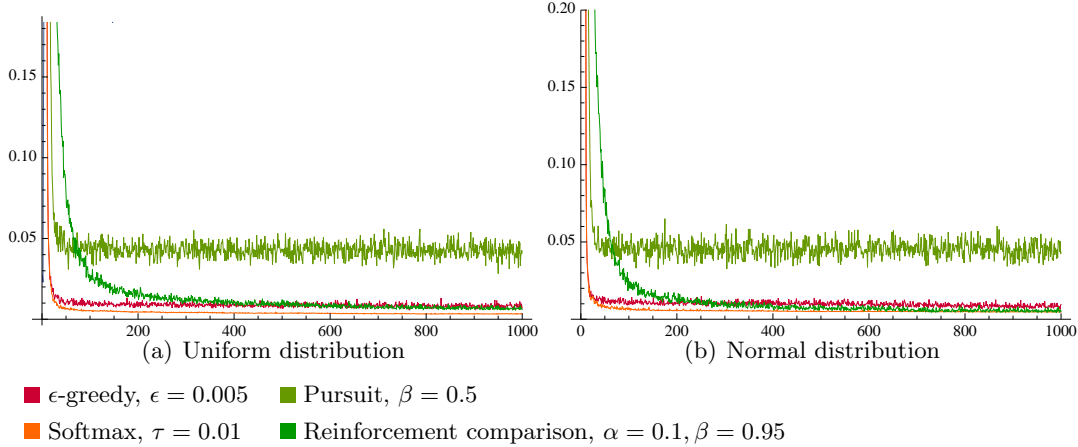 0.20
0.15
0.15
0.10
0.10
0.05
0.05
200 400 600 800 1000
0 200 400 600 800 1000
(a) Uniform distribution
(b) Normal distribution
ϵ-greedy, ϵ = 0.005
Pursuit, β = 0.5
Softmax, τ = 0.01
Reinforcement comparison, α = 0.1, β = 0.95